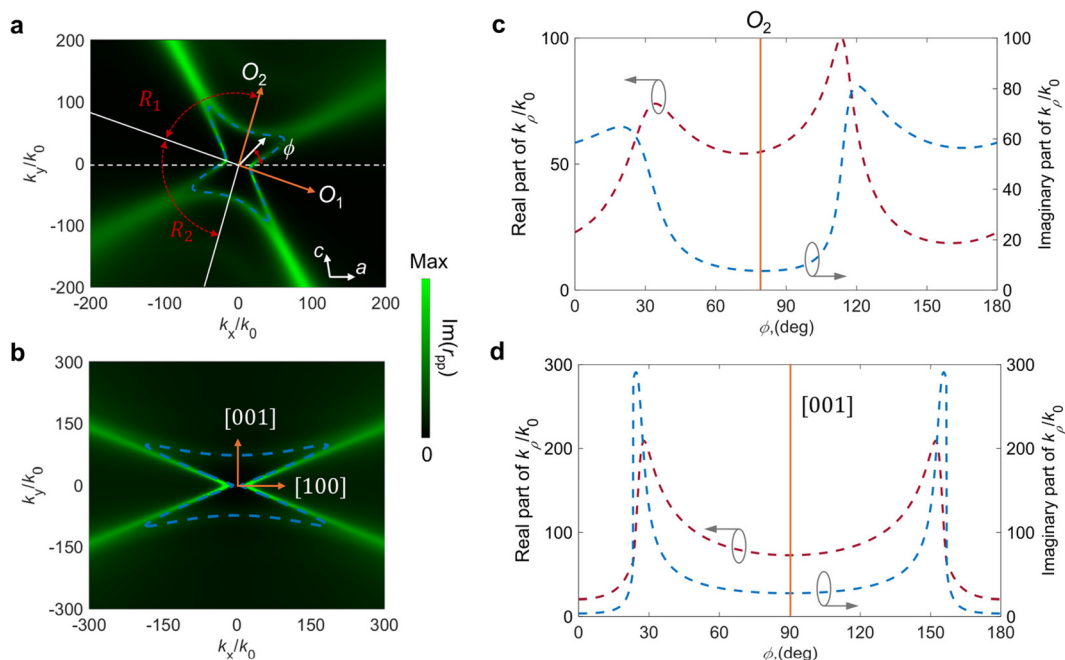 a
200
100
0
-100
-200
-200
-100
0
100
200
k_y/k_0
k_x/k_0
R_1
R_2
O_2
O_1
ϕ
c
a
Max
Im(r_pp)
0
b
300
150
0
-150
-300
-300
-150
0
150
300
k_y/k_0
k_x/k_0
[001]
[100]
c
O_2
100
50
0
Real part of k_ρ/k_0
100
80
60
40
20
0
Imaginary part of k_ρ/k_0
0
30
60
90
120
150
180
ϕ,(deg)
d
300
200
100
0
Real part of k_ρ/k_0
[001]
300
200
100
0
Imaginary part of k_ρ/k_0
0
30
60
90
120
150
180
ϕ,(deg)